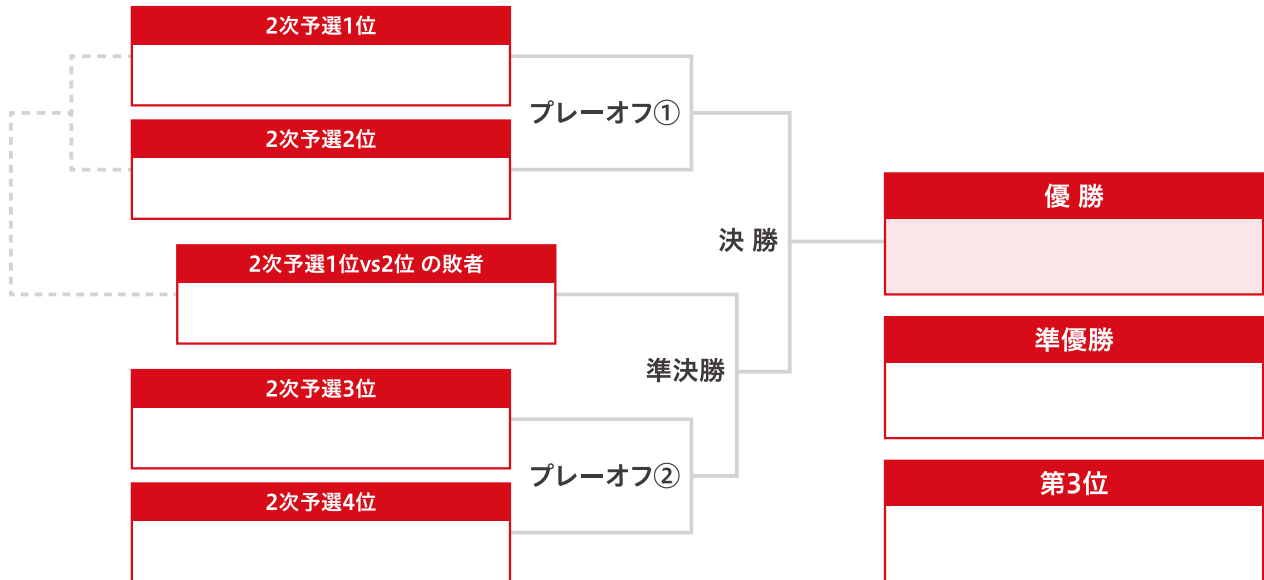 2次予選1位
プレーオフ①
2次予選2位
優 勝
決 勝
2次予選1位vs2位 の敗者
準優勝
準決勝
2次予選3位
プレーオフ②
第3位
2次予選4位